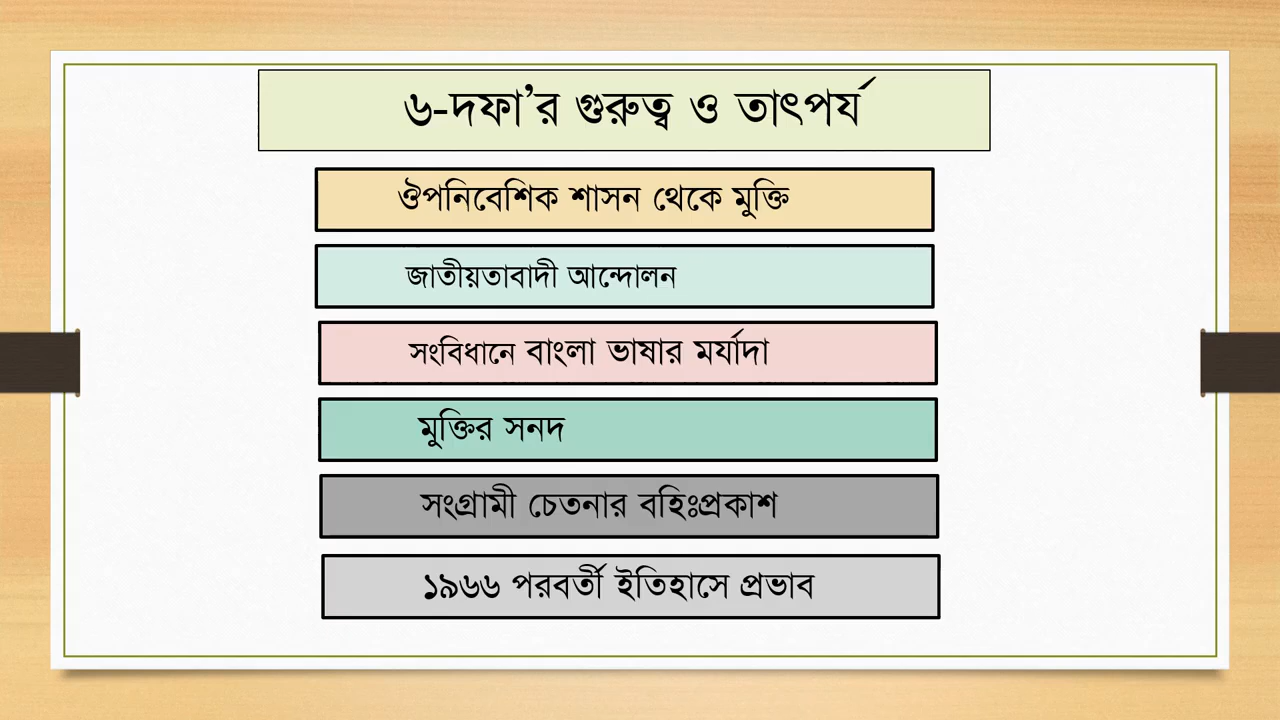 ৬-দফা’র গুরুত্ব ও তাৎপর্য
ঔপনিবেশিক শাসন থেকে মুক্তি
জাতীয়তাবাদী আন্দোলন
সংবিধানে বাংলা ভাষার মর্যাদা
মুক্তির সনদ
সংগ্রামী চেতনার বহিঃপ্রকাশ
১৯৬৬ পরবর্তী ইতিহাসে প্রভাব